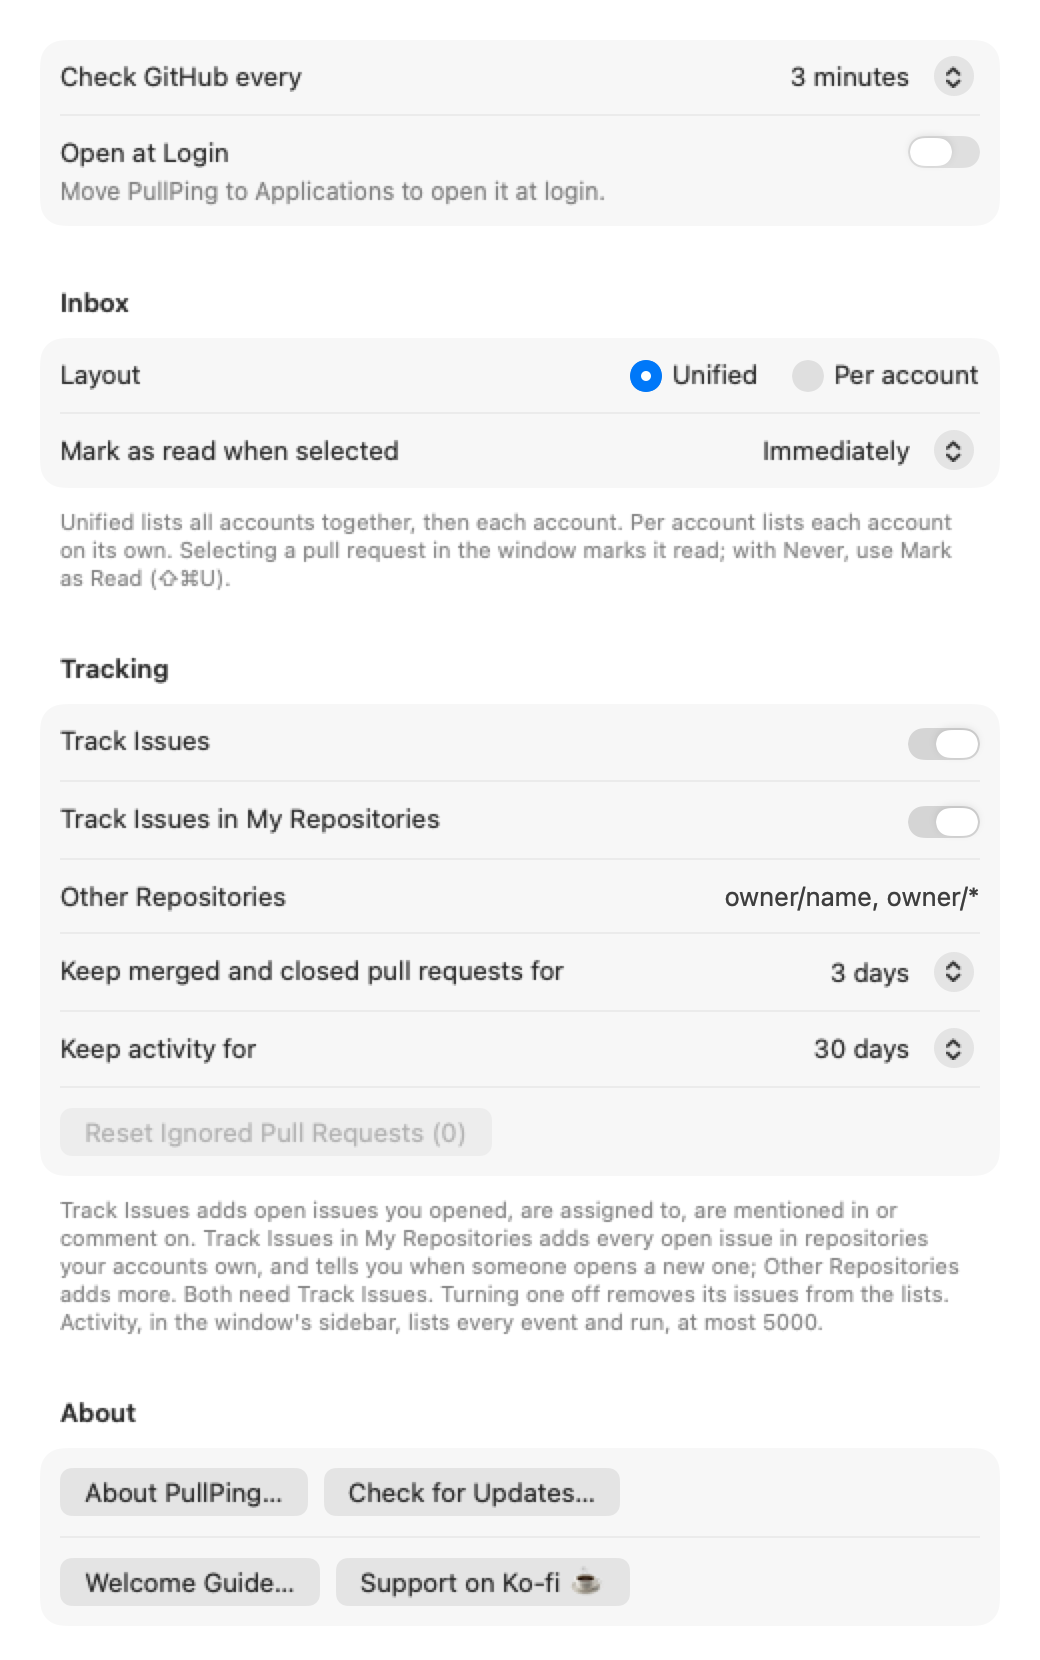 Check GitHub every 3 minutes
Open at Login
Move PullPing to Applications to open it at login.
Inbox
Layout Unified Per account
Mark as read when selected Immediately
Unified lists all accounts together, then each account. Per account lists each account
on its own. Selecting a pull request in the window marks it read; with Never, use Mark
as Read (⇧⌘U).
Tracking
Track Issues
Track Issues in My Repositories
Other Repositories owner/name, owner/*
Keep merged and closed pull requests for 3 days
Keep activity for 30 days
Reset Ignored Pull Requests (0)
Track Issues adds open issues you opened, are assigned to, are mentioned in or
comment on. Track Issues in My Repositories adds every open issue in repositories
your accounts own, and tells you when someone opens a new one; Other Repositories
adds more. Both need Track Issues. Turning one off removes its issues from the lists.
Activity, in the window's sidebar, lists every event and run, at most 5000.
About
About PullPing... Check for Updates...
Welcome Guide... Support on Ko-fi ☕